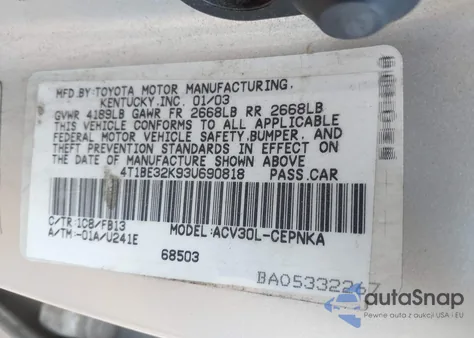 MFD.BY:TOYOTA MOTOR MANUFACTURING,
KENTUCKY,INC. 01/03
GVWR 4189LB GAWR FR 2668LB RR 2668LB
THIS VEHICLE CONFORMS TO ALL APPLICABLE
FEDERAL MOTOR VEHICLE SAFETY,BUMPER, AND
THEFT PREVENTION STANDARDS IN EFFECT ON
THE DATE OF MANUFACTURE SHOWN ABOVE
4T1BE32K93U690818 PASS.CAR
C/TR:1C8/FB13 MODEL:ACV30L-CEPNKA
A/TM:-01A/U241E
68503
autaSnap
Pewne z aukcji USA i EU